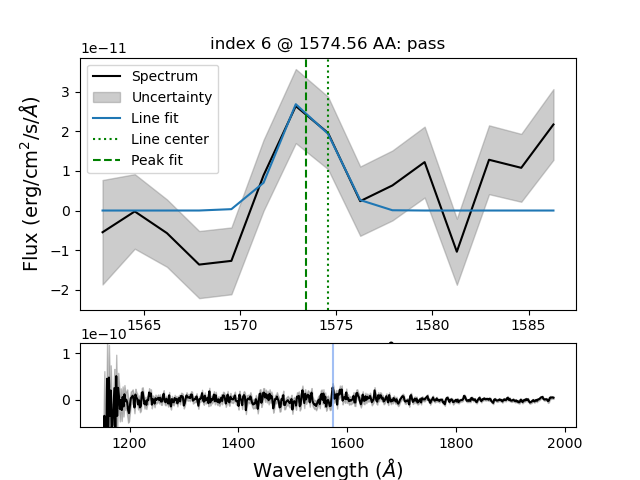 index 6 @ 1574.56 AA: pass
1e−11
Spectrum
Uncertainty
Line fit
Line center
Peak fit
Flux (erg/cm²/s/Å)
3
2
1
0
−1
−2
1565 1570 1575 1580 1585
1e−10
1
0
1200 1400 1600 1800 2000
Wavelength (Å)